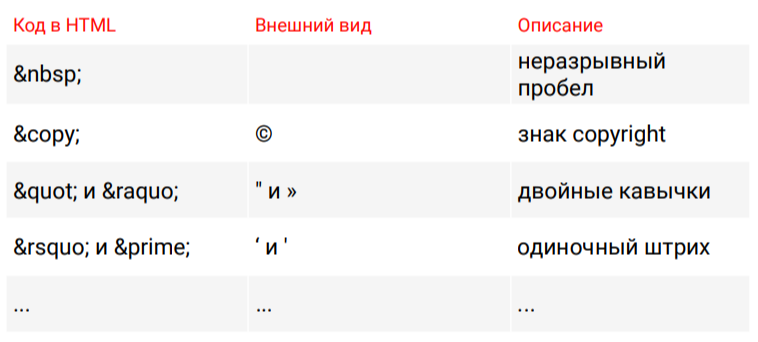 Код в HTML Внешний вид Описание
&nbsp; неразрывный
пробел
&copy; © знак copyright
&quot; и &raquo; " и » двойные кавычки
&rsquo; и &prime; ‘ и ' одиночный штрих
... ... ...